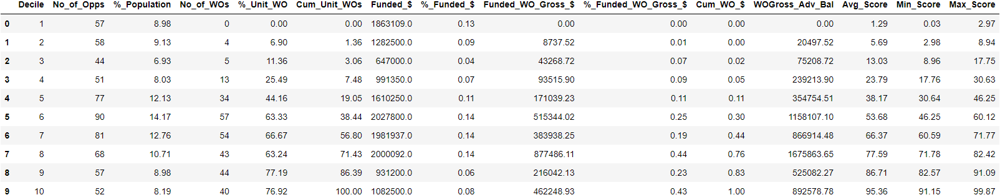 Decile No_of_Opps %_Population No_of_WOs %_Unit_WO Cum_Unit_WOs Funded_$ %_Funded_$ Funded_WO_Gross_$ %_Funded_WO_Gross_$ Cum_WO_$ WOGross_Adv_Bal Avg_Score Min_Score Max_Score
0 1 57 8.98 0 0.00 0.00 1863109.0 0.13 0.00 0.00 0.00 0.00 1.29 0.03 2.97
1 2 58 9.13 4 6.90 1.36 1282500.0 0.09 8737.52 0.01 0.00 20497.52 5.69 2.98 8.94
2 3 44 6.93 5 11.36 3.06 647000.0 0.04 43268.72 0.07 0.02 75208.72 13.03 8.96 17.75
3 4 51 8.03 13 25.49 7.48 991350.0 0.07 93515.90 0.09 0.05 239213.90 23.79 17.76 30.63
4 5 77 12.13 34 44.16 19.05 1610250.0 0.11 171039.23 0.11 0.11 354754.51 38.17 30.64 46.25
5 6 90 14.17 57 63.33 38.44 2027800.0 0.14 515344.02 0.25 0.30 1158107.10 53.68 46.25 60.12
6 7 81 12.76 54 66.67 56.80 1981937.0 0.14 383938.25 0.19 0.44 866914.48 66.37 60.59 71.77
7 8 68 10.71 43 63.24 71.43 2000092.0 0.14 877486.11 0.44 0.76 1675863.65 77.59 71.78 82.42
8 9 57 8.98 44 77.19 86.39 931200.0 0.06 216042.13 0.23 0.83 525082.27 86.71 82.57 91.09
9 10 52 8.19 40 76.92 100.00 1082500.0 0.08 462248.93 0.43 1.00 892578.78 95.36 91.15 99.87